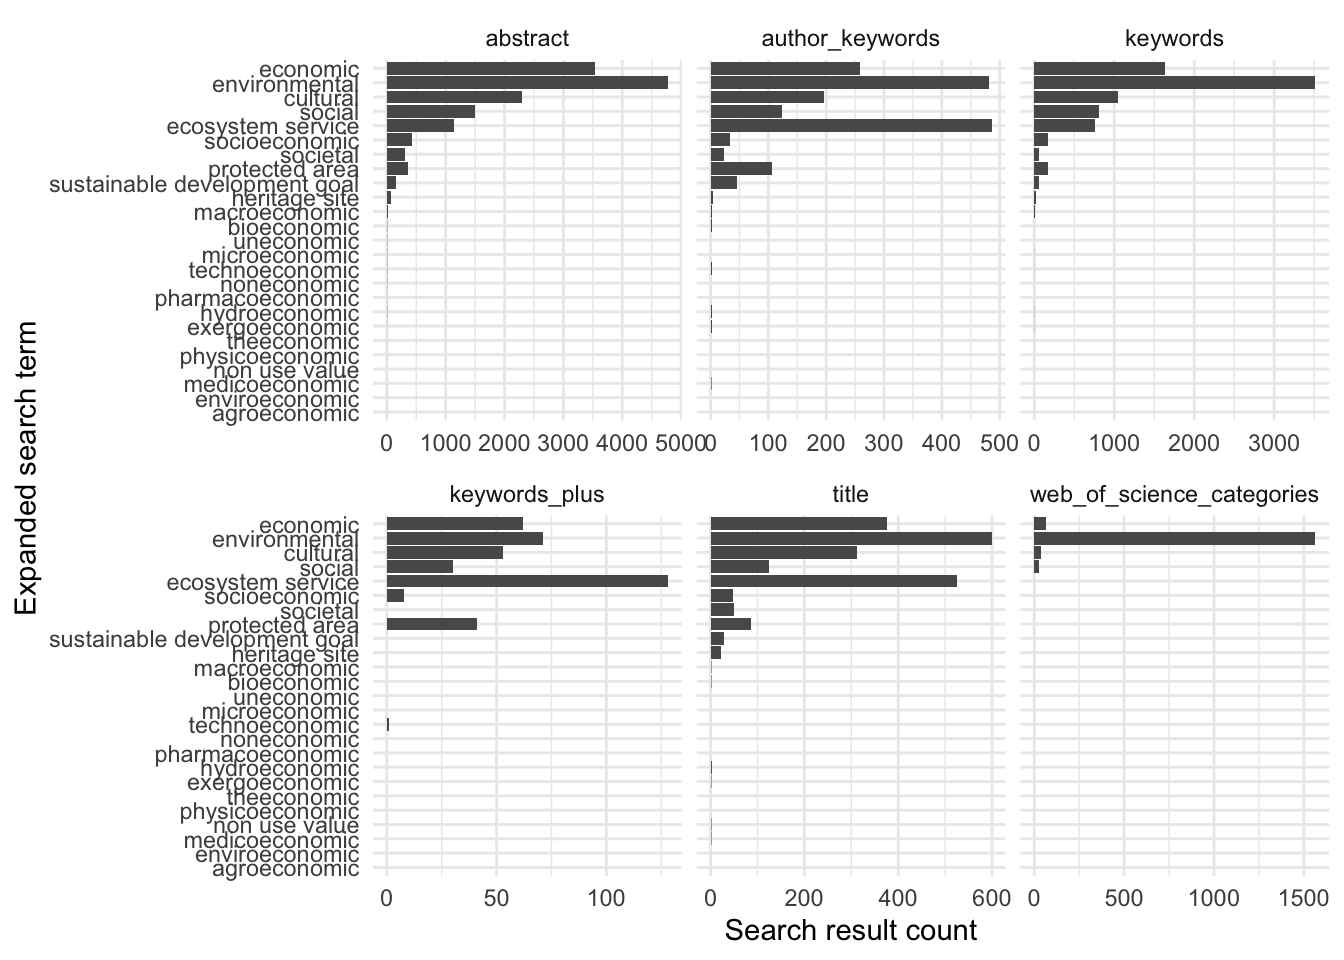 abstract author_keywords keywords
economic
environmental
cultural
social
ecosystem service
socioeconomic
societal
protected area
sustainable development goal
heritage site
macroeconomic
bioeconomic
uneconomic
microeconomic
technoeconomic
noneconomic
pharmacoeconomic
hydroeconomic
exergoeconomic
theeconomic
physicoeconomic
non use value
medicoeconomic
enviroeconomic
agroeconomic
0 1000 2000 3000 4000 5000 0 100 200 300 400 500 0 1000 2000 3000
keywords_plus title web_of_science_categories
economic
environmental
cultural
social
ecosystem service
socioeconomic
societal
protected area
sustainable development goal
heritage site
macroeconomic
bioeconomic
uneconomic
microeconomic
technoeconomic
noneconomic
pharmacoeconomic
hydroeconomic
exergoeconomic
theeconomic
physicoeconomic
non use value
medicoeconomic
enviroeconomic
agroeconomic
0 50 100 0 200 400 600 0 500 1000 1500
Search result count
Expanded search term